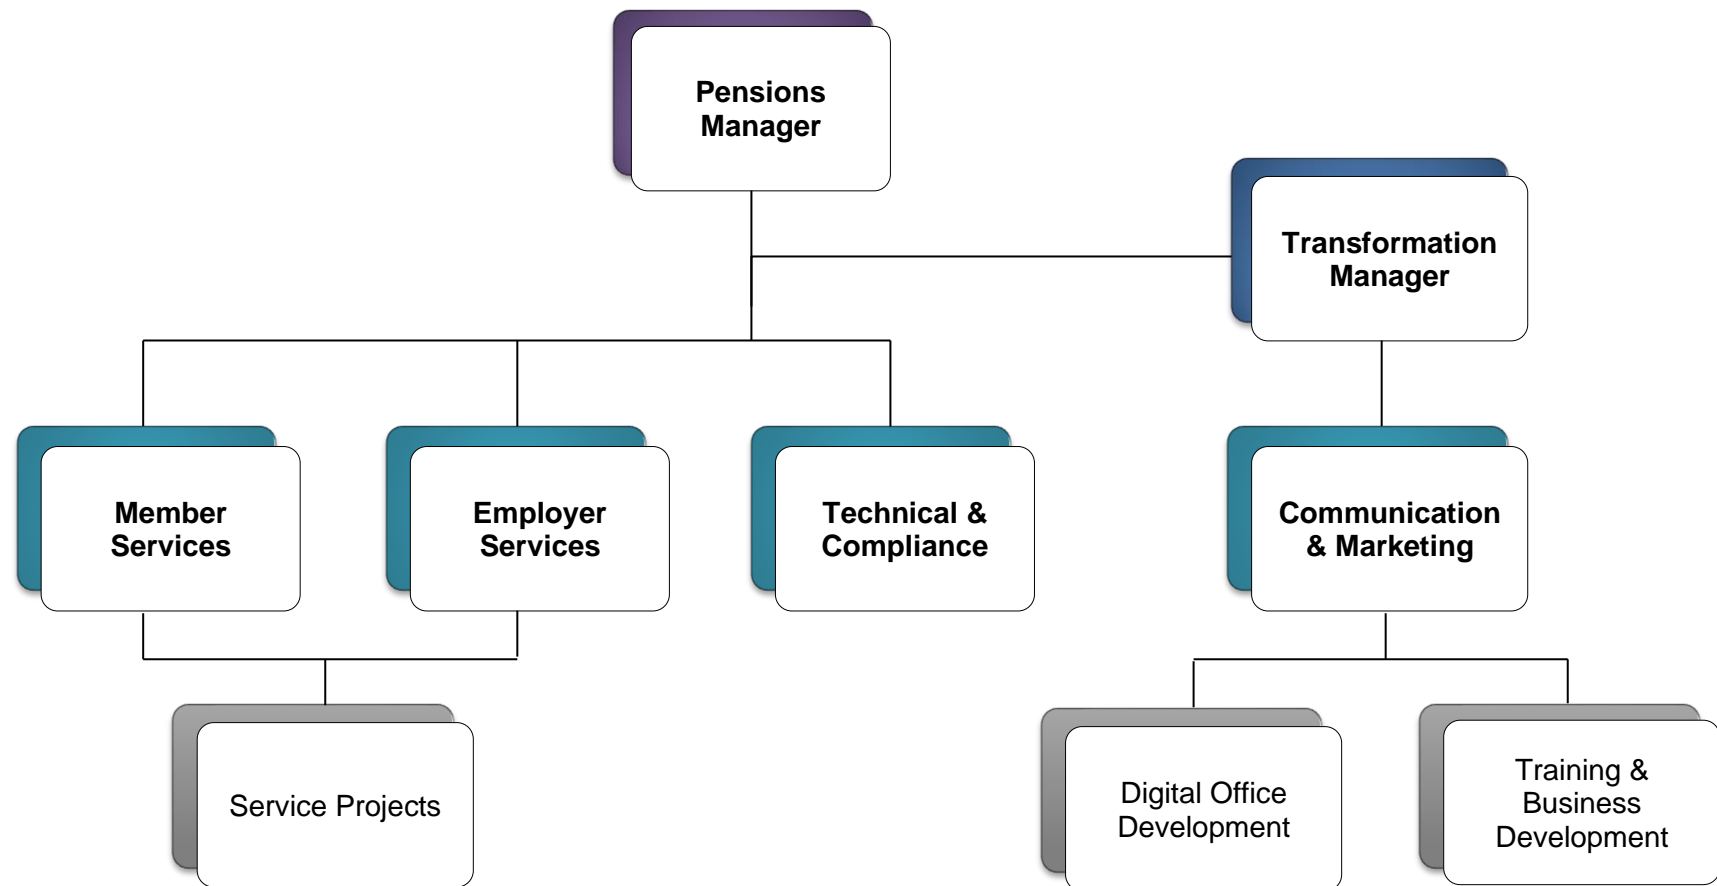 Pensions
Manager
Transformation
Manager
Member
Services
Employer
Services
Technical &
Compliance
Communication
& Marketing
Service Projects
Digital Office
Development
Training &
Business
Development